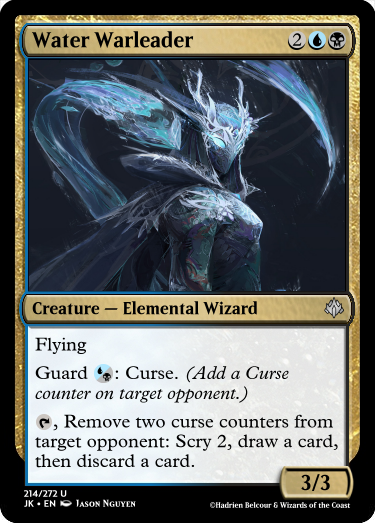 Water Warleader 2
Creature — Elemental Wizard
Flying
Guard : Curse. (Add a Curse
counter on target opponent.)
, Remove two curse counters from
target opponent: Scry 2, draw a card,
then discard a card.
3/3
214/272 U
JK • EN Jason Nguyen ©Hadrien Belcour & Wizards of the Coast